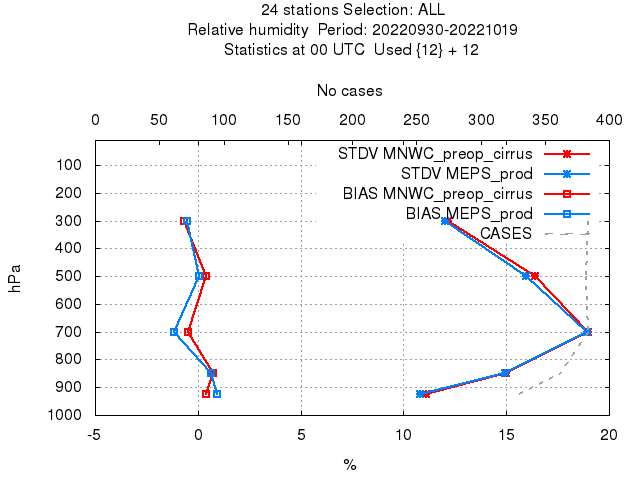 24 stations Selection: ALL
Relative humidity  Period: 20220930-20221019
Statistics at 00 UTC  Used {12} + 12
No cases
0 50 100 150 200 250 300 350 400
STDV MNWC_preop_cirrus
STDV MEPS_prod
BIAS MNWC_preop_cirrus
BIAS MEPS_prod
CASES
hPa
100
200
300
400
500
600
700
800
900
1000
-5 0 5 10 15 20
%